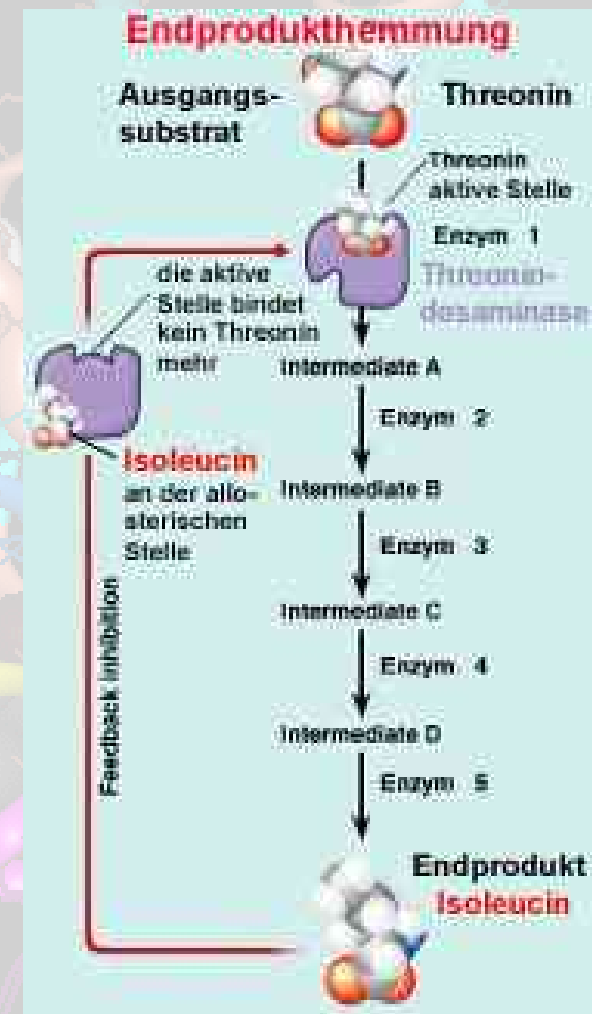 Endprodukthemmung
Ausgangs-
substrat
Threonin
Threonin
aktive Stelle
Enzym 1
Threonin-
desaminase
die aktive
Stelle bindet
kein Threonin
mehr
Intermediate A
Enzym 2
Isoleucin
an der allo-
sterischen
Stelle
Intermediate B
Enzym 3
Intermediate C
Enzym 4
Feedback inhibition
Intermediate D
Enzym 5
Endprodukt
Isoleucin